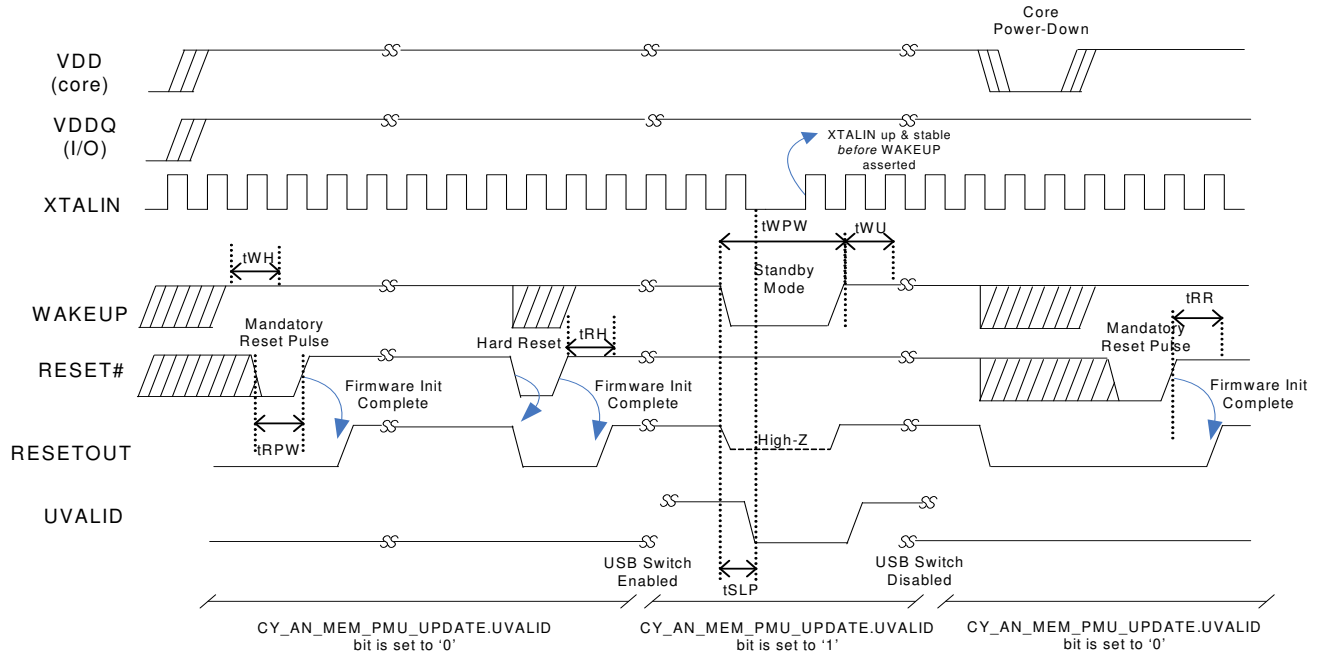 Core
Power-Down
VDD
(core)
VDDQ
(I/O)
XTALIN up & stable
before WAKEUP
asserted
XTALIN
tWPW
tWU
tWH
Standby
Mode
WAKEUP
tRR
Mandatory
Reset Pulse
Hard Reset
tRH
Mandatory
Reset Pulse
RESET#
Firmware Init
Complete
Firmware Init
Complete
Firmware Init
Complete
tRPW
High-Z
RESETOUT
UVALID
USB Switch
Enabled
USB Switch
Disabled
tSLP
CY_AN_MEM_PMU_UPDATE.UVALID
bit is set to ‘0’
CY_AN_MEM_PMU_UPDATE.UVALID
bit is set to ‘1’
CY_AN_MEM_PMU_UPDATE.UVALID
bit is set to ‘0’